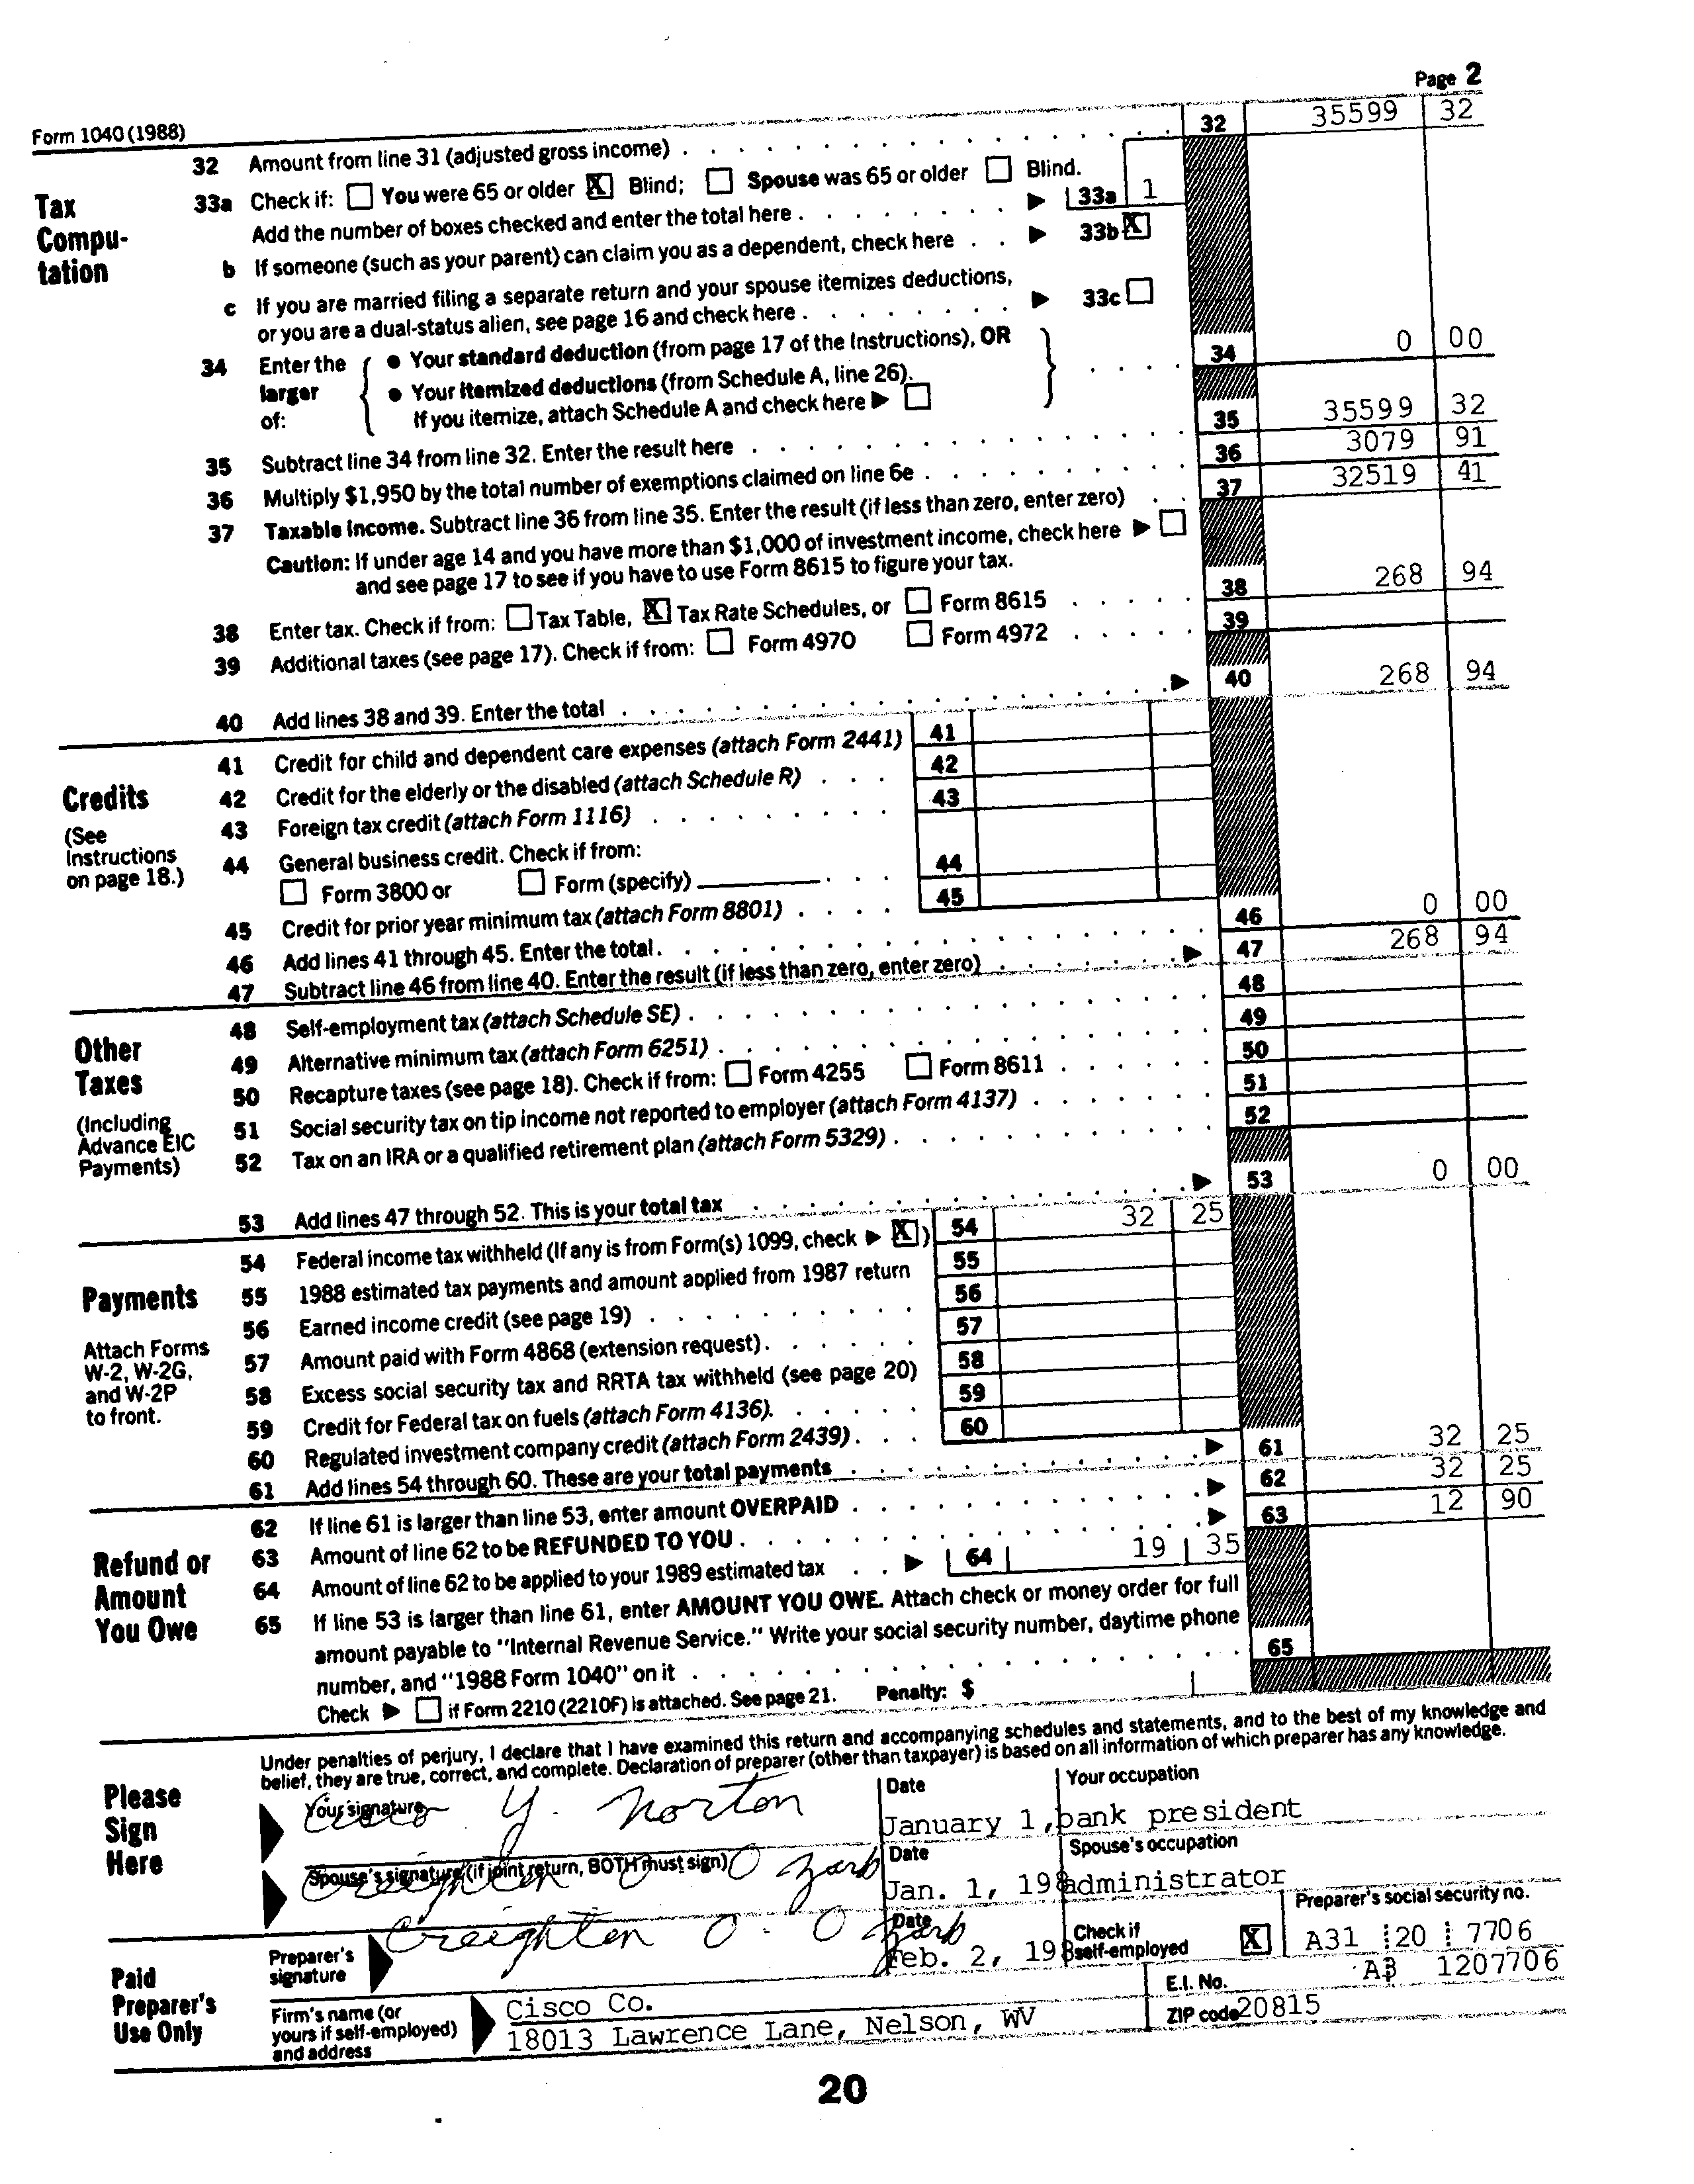 Page 2
Form 1040 (1988)
32 Amount from line 31 (adjusted gross income) 32 35599 32
Tax Compu-tation
33a Check if: You were 65 or older X Blind; Spouse was 65 or older Blind.
Add the number of boxes checked and enter the total here 33a 1
b If someone (such as your parent) can claim you as a dependent, check here 33b X
c If you are married filing a separate return and your spouse itemizes deductions,
or you are a dual-status alien, see page 16 and check here 33c
34 Enter the larger of: { • Your standard deduction (from page 17 of the Instructions), OR
• Your itemized deductions (from Schedule A, line 26). } 34 0 00
If you itemize, attach Schedule A and check here
35 Subtract line 34 from line 32. Enter the result here 35 35599 32
36 Multiply $1,950 by the total number of exemptions claimed on line 6e 36 3079 91
37 Taxable income. Subtract line 36 from line 35. Enter the result (if less than zero, enter zero) 37 32519 41
Caution: If under age 14 and you have more than $1,000 of investment income, check here
and see page 17 to see if you have to use Form 8615 to figure your tax.
38 Enter tax. Check if from: Tax Table, X Tax Rate Schedules, or Form 8615 38 268 94
39 Additional taxes (see page 17). Check if from: Form 4970 Form 4972 39
40 Add lines 38 and 39. Enter the total 40 268 94
Credits
(See Instructions on page 18.)
41 Credit for child and dependent care expenses (attach Form 2441) 41
42 Credit for the elderly or the disabled (attach Schedule R) 42
43 Foreign tax credit (attach Form 1116) 43
44 General business credit. Check if from:
Form 3800 or Form (specify) 44
45 Credit for prior year minimum tax (attach Form 8801) 45
46 Add lines 41 through 45. Enter the total. 46 0 00
47 Subtract line 46 from line 40. Enter the result (if less than zero, enter zero) 47 268 94
Other Taxes
(Including Advance EIC Payments)
48 Self-employment tax (attach Schedule SE) 48
49 Alternative minimum tax (attach Form 6251) 49
50 Recapture taxes (see page 18). Check if from: Form 4255 Form 8611 50
51 Social security tax on tip income not reported to employer (attach Form 4137) 51
52 Tax on an IRA or a qualified retirement plan (attach Form 5329) 52
53 Add lines 47 through 52. This is your total tax 53 0 00
Payments
Attach Forms W-2, W-2G, and W-2P to front.
54 Federal income tax withheld (If any is from Form(s) 1099, check X) 54 32 25
55 1988 estimated tax payments and amount applied from 1987 return 55
56 Earned income credit (see page 19) 56
57 Amount paid with Form 4868 (extension request). 57
58 Excess social security tax and RRTA tax withheld (see page 20) 58
59 Credit for Federal tax on fuels (attach Form 4136). 59
60 Regulated investment company credit (attach Form 2439) 60
61 Add lines 54 through 60. These are your total payments 61 32 25
Refund or Amount You Owe
62 If line 61 is larger than line 53, enter amount OVERPAID 62 32 25
63 Amount of line 62 to be REFUNDED TO YOU 63 12 90
64 Amount of line 62 to be applied to your 1989 estimated tax 64 19 35
65 If line 53 is larger than line 61, enter AMOUNT YOU OWE. Attach check or money order for full
amount payable to "Internal Revenue Service." Write your social security number, daytime phone
number, and "1988 Form 1040" on it 65
Check if Form 2210 (2210F) is attached. See page 21. Penalty: $
Please Sign Here
Under penalties of perjury, I declare that I have examined this return and accompanying schedules and statements, and to the best of my knowledge and
belief, they are true, correct, and complete. Declaration of preparer (other than taxpayer) is based on all information of which preparer has any knowledge.
Your signature Cisco Y. Norton Date January 1, Your occupation bank president
Spouse's signature (if joint return, BOTH must sign) Creighton O Ozarb Date Jan. 1, 198 Spouse's occupation administrator
Paid Preparer's Use Only
Preparer's signature Creighton O. Ozarb Date Feb. 2, 198 Check if self-employed X Preparer's social security no. A31 20 7706
Firm's name (or yours if self-employed) and address Cisco Co. E.I. No. A3 1207706
18013 Lawrence Lane, Nelson, WV ZIP code 20815
20